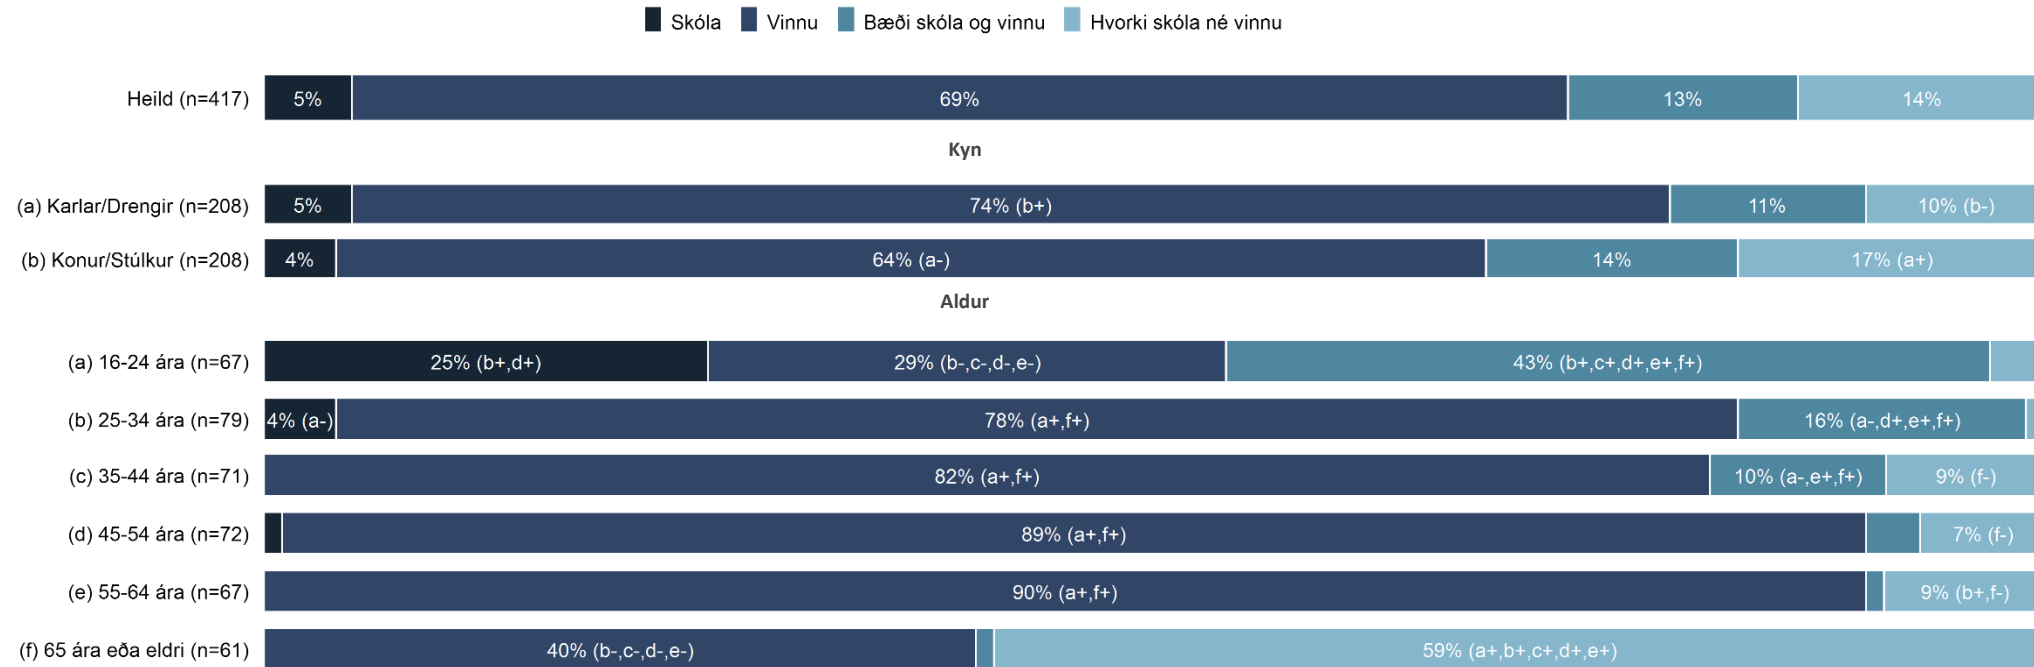 Skóla Vinnu Bæði skóla og vinnu Hvorki skóla né vinnu
Heild (n=417) 5% 69% 13% 14%
Kyn
(a) Karlar/Drengir (n=208) 5% 74% (b+) 11% 10% (b-)
(b) Konur/Stúlkur (n=208) 4% 64% (a-) 14% 17% (a+)
Aldur
(a) 16-24 ára (n=67) 25% (b+,d+) 29% (b-,c-,d-,e-) 43% (b+,c+,d+,e+,f+)
(b) 25-34 ára (n=79) 4% (a-) 78% (a+,f+) 16% (a-,d+,e+,f+)
(c) 35-44 ára (n=71) 82% (a+,f+) 10% (a-,e+,f+) 9% (f-)
(d) 45-54 ára (n=72) 89% (a+,f+) 7% (f-)
(e) 55-64 ára (n=67) 90% (a+,f+) 9% (b+,f-)
(f) 65 ára eða eldri (n=61) 40% (b-,c-,d-,e-) 59% (a+,b+,c+,d+,e+)